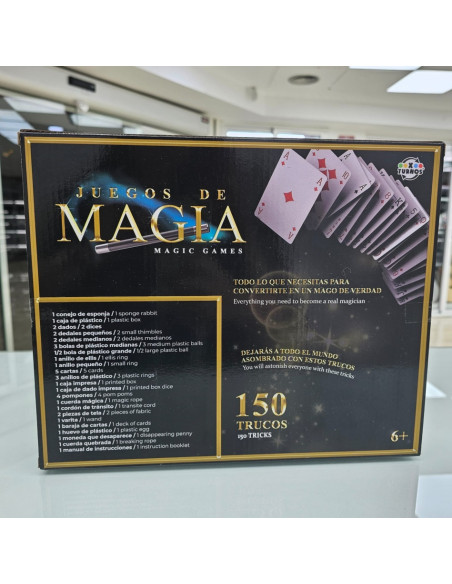 JUEGOS DE
MAGIA
MAGIC GAMES
X
TURNOS
TODO LO QUE NECESITAS PARA
CONVERTIRTE EN UN MAGO DE VERDAD
Everything you need to become a real magician
1 conejo de esponja / 1 sponge rabbit
1 caja de plástico / 1 plastic box
2 dados / 2 dices
2 dedales pequeños / 2 small thimbles
2 dedales medianos / 2 dedales medianos
3 bolas de plástico medianas / 3 medium plastic balls
1/2 bola de plástico grande / 1/2 large plastic ball
1 anillo de ellis / 1 ellis ring
1 anillo pequeño / 1 small ring
5 cartas / 5 cards
3 anillos de plástico / 3 plastic rings
1 caja impresa / 1 printed box
1 caja de dado impresa / 1 printed box dice
4 pompones / 4 pom poms
1 cuerda mágica / 1 magic rope
1 cordón de tránsito / 1 transite cord
2 piezas de tela / 2 pieces of fabric
1 varita / 1 wand
1 baraja de cartas / 1 deck of cards
1 huevo de plástico / 1 plastic egg
1 moneda que desaparece / 1 disappearing penny
1 cuerda quebrada / 1 breaking rope
1 manual de instrucciones / 1 instruction booklet
DEJARÁS A TODO EL MUNDO
ASOMBRADO CON ESTOS TRUCOS
You will astonish everyone with these tricks
150
TRUCOS
150 TRICKS
6+